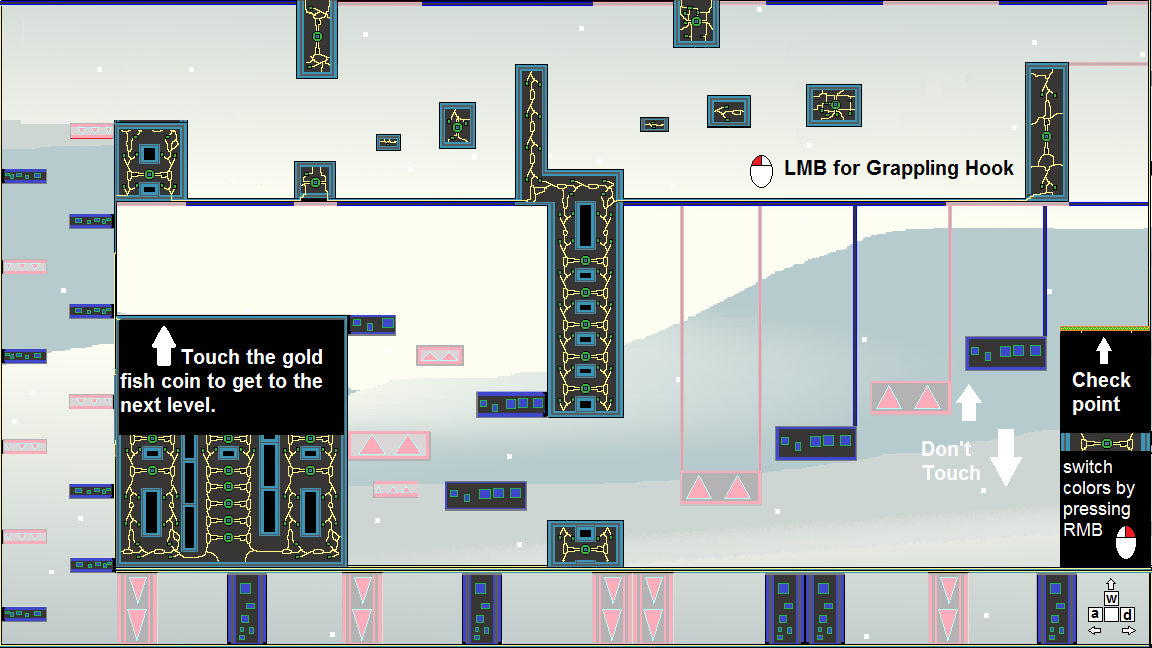 LMB for Grappling Hook
Touch the gold
fish coin to get to the
next level.
Check
point
Don't
Touch
switch
colors by
pressing
RMB
w
a d